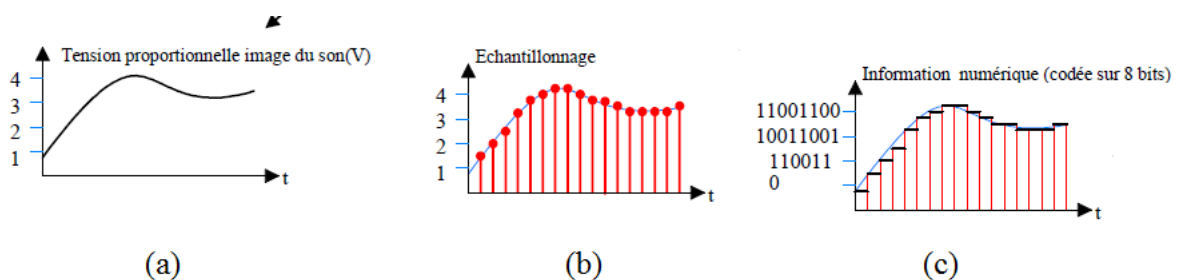 Tension proportionnelle image du son(V)
4
3
2
1
t
(a)
Echantillonnage
4
3
2
1
t
(b)
Information numérique (codée sur 8 bits)
11001100
10011001
110011
0
t
(c)